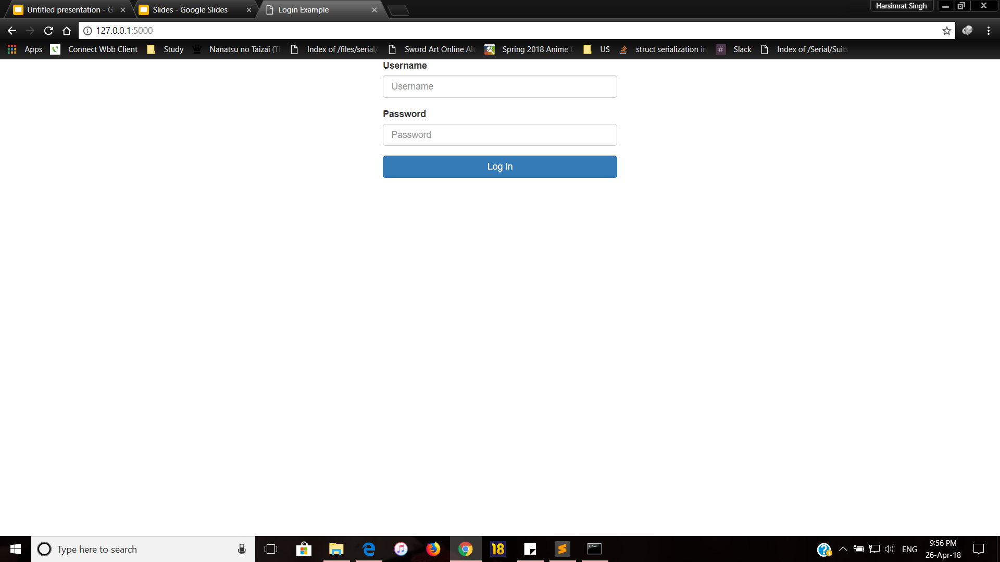 Untitled presentation - G
Slides - Google Slides
Login Example
Harsimrat Singh
127.0.0.1:5000
Apps
Connect Wbb Client
Study
Nanatsu no Taizai (T
Index of /files/serial/
Sword Art Online Alt
Spring 2018 Anime
US
struct serialization in
#
Slack
Index of /Serial/Suits
Username
Username
Password
Password
Log In
Type here to search
18
ENG
9:56 PM
26-Apr-18